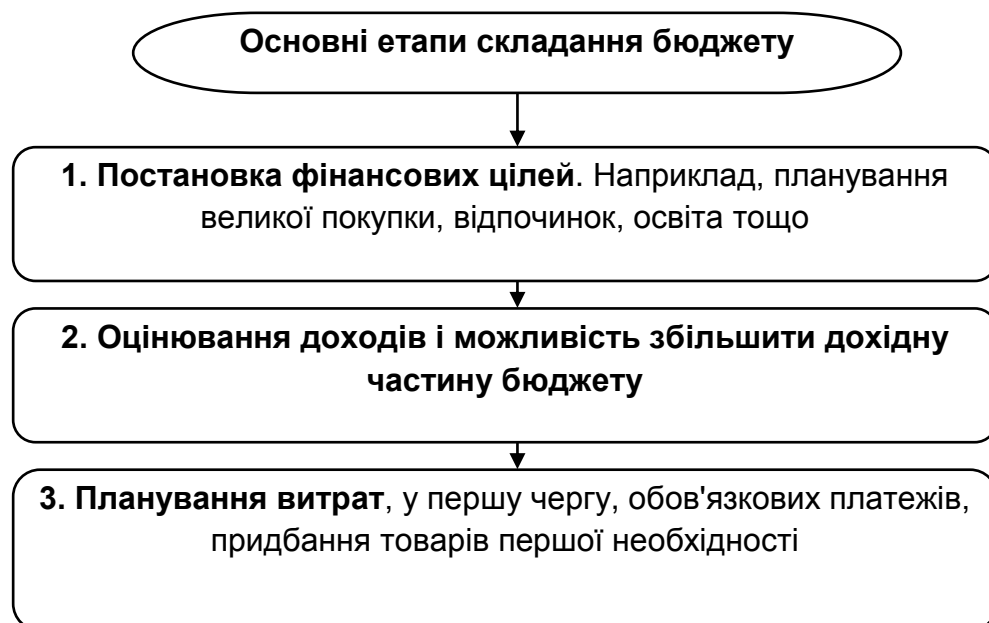 Основні етапи складання бюджету
1. Постановка фінансових цілей. Наприклад, планування
великої покупки, відпочинок, освіта тощо
2. Оцінювання доходів і можливість збільшити дохідну
частину бюджету
3. Планування витрат, у першу чергу, обов'язкових платежів,
придбання товарів першої необхідності